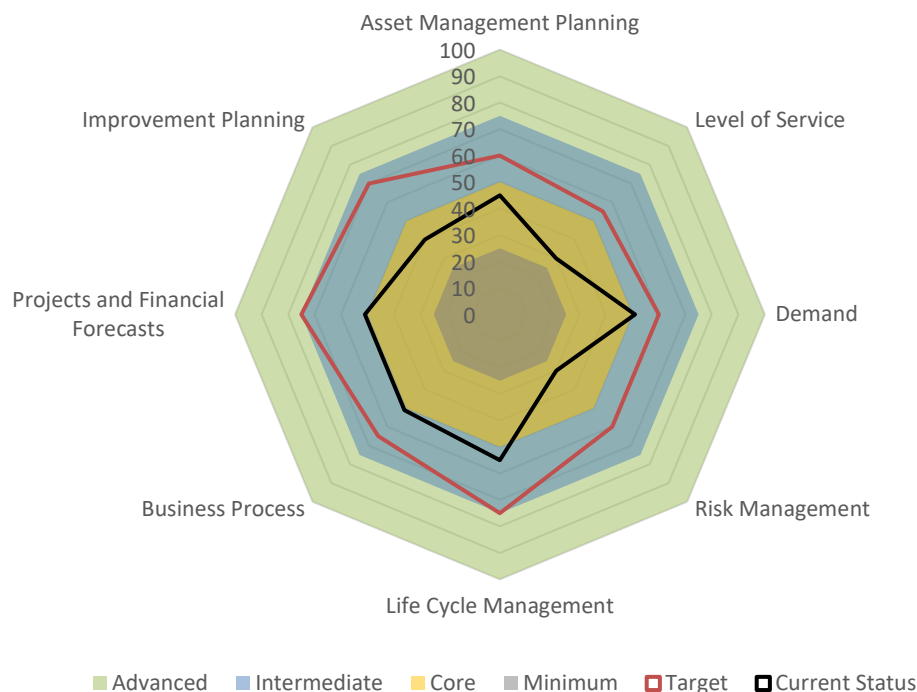 Asset Management Planning
100
90
80
70
60
50
40
30
20
10
0
Improvement Planning
Level of Service
Projects and Financial
Forecasts
Demand
Business Process
Risk Management
Life Cycle Management
Advanced Intermediate Core Minimum Target Current Status